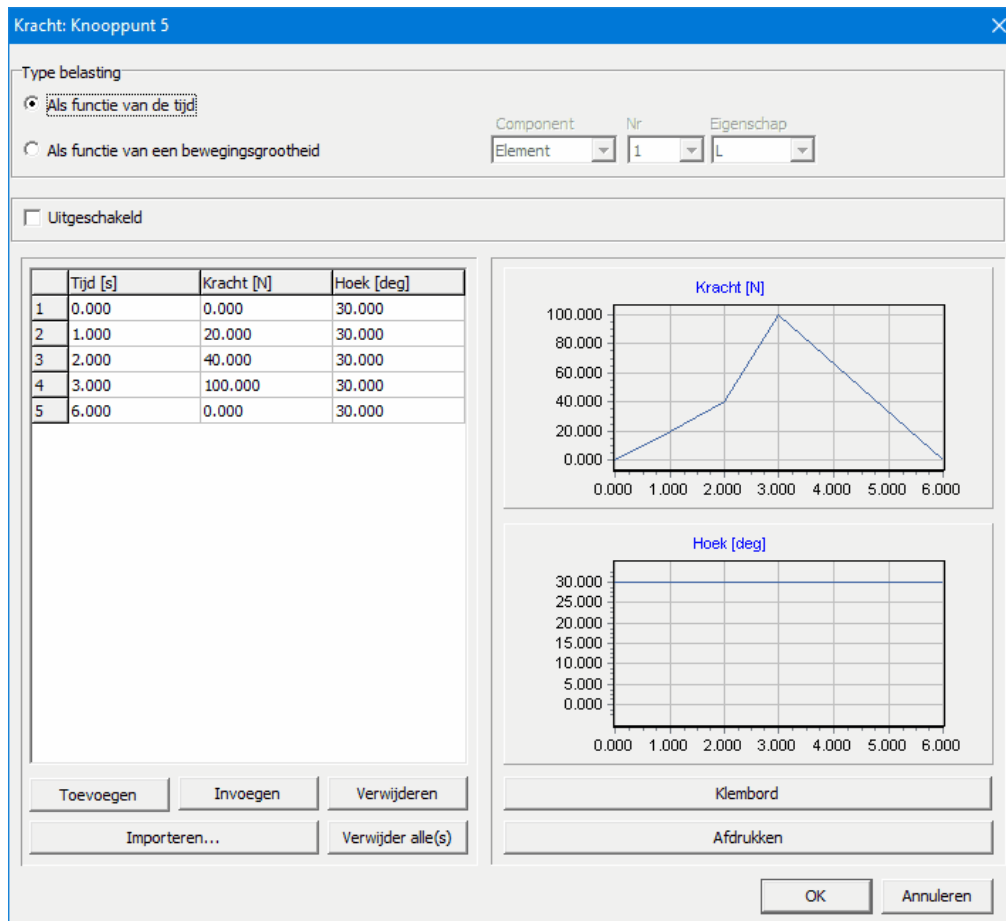 Kracht: Knooppunt 5
Type belasting
Als functie van de tijd
Component Nr Eigenschap
Als functie van een bewegingsgrootheid Element 1 L
Uitgeschakeld
Tijd [s] Kracht [N] Hoek [deg]
1 0.000 0.000 30.000
2 1.000 20.000 30.000
3 2.000 40.000 30.000
4 3.000 100.000 30.000
5 6.000 0.000 30.000
Kracht [N]
100.000
80.000
60.000
40.000
20.000
0.000
0.000 1.000 2.000 3.000 4.000 5.000 6.000
Hoek [deg]
30.000
25.000
20.000
15.000
10.000
5.000
0.000
0.000 1.000 2.000 3.000 4.000 5.000 6.000
Toevoegen Invoegen Verwijderen
Importeren... Verwijder alle(s)
Klembord
Afdrukken
OK Annuleren